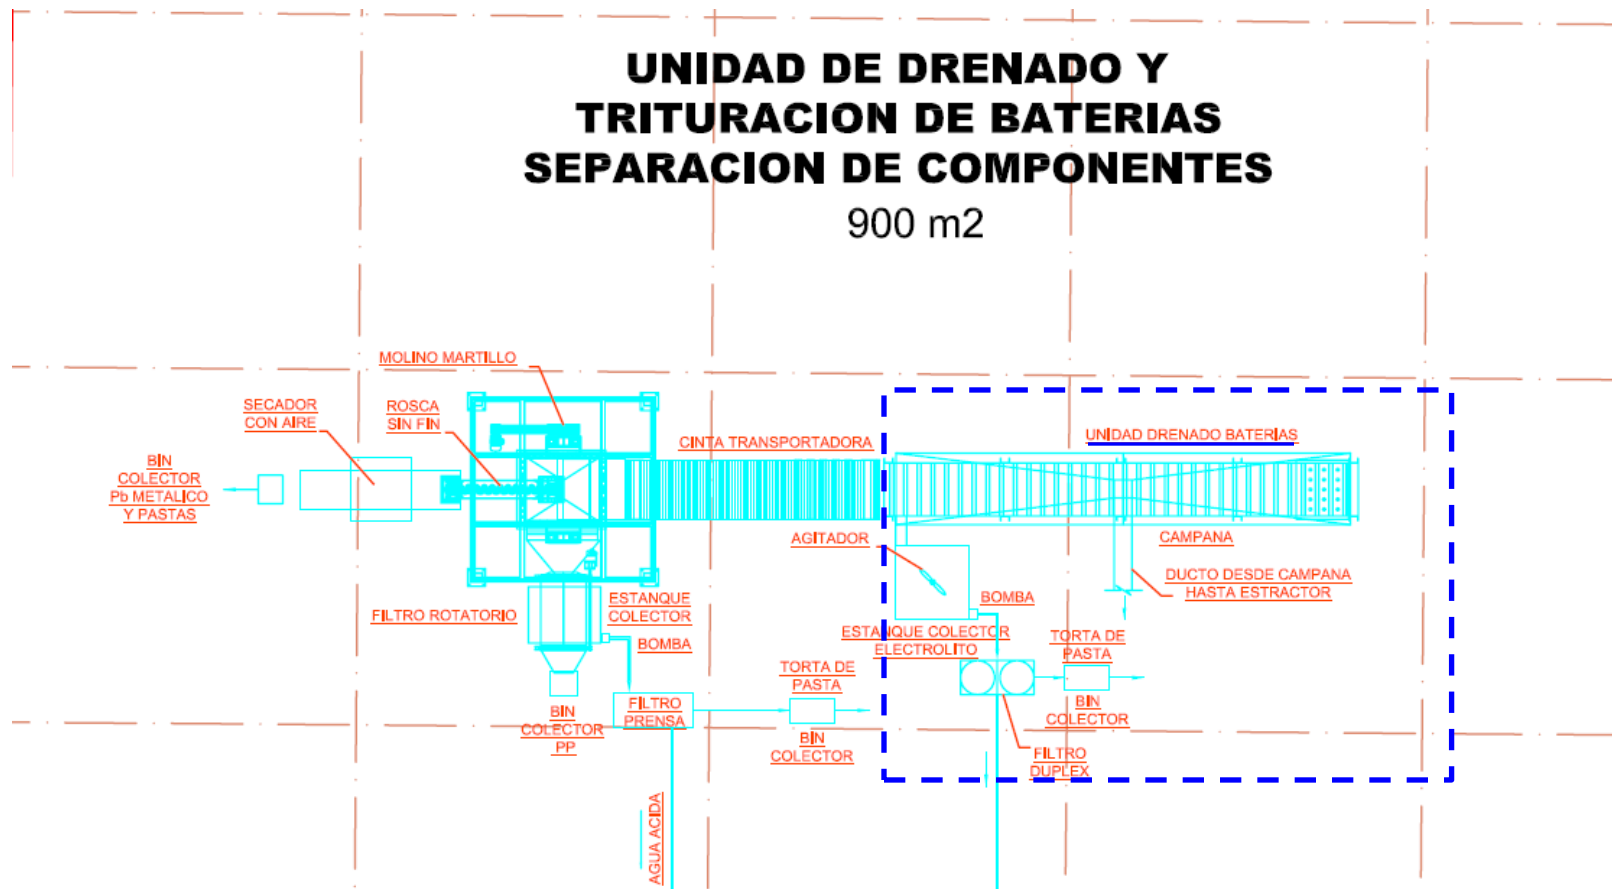 UNIDAD DE DRENADO Y
TRITURACION DE BATERIAS
SEPARACION DE COMPONENTES
900 m2
MOLINO MARTILLO
SECADOR
CON AIRE
ROSCA
SIN FIN
CINTA TRANSPORTADORA
UNIDAD DRENADO BATERIAS
BIN
COLECTOR
Pb METALICO
Y PASTAS
AGITADOR
CAMPANA
DUCTO DESDE CAMPANA
HASTA ESTRACTOR
FILTRO ROTATORIO
ESTANQUE
COLECTOR
BOMBA
BOMBA
ESTANQUE COLECTOR
ELECTROLITO
TORTA DE
PASTA
TORTA DE
PASTA
BIN
COLECTOR
PP
FILTRO
PRENSA
BIN
COLECTOR
BIN
COLECTOR
FILTRO
DUPLEX
AGUA ACIDA